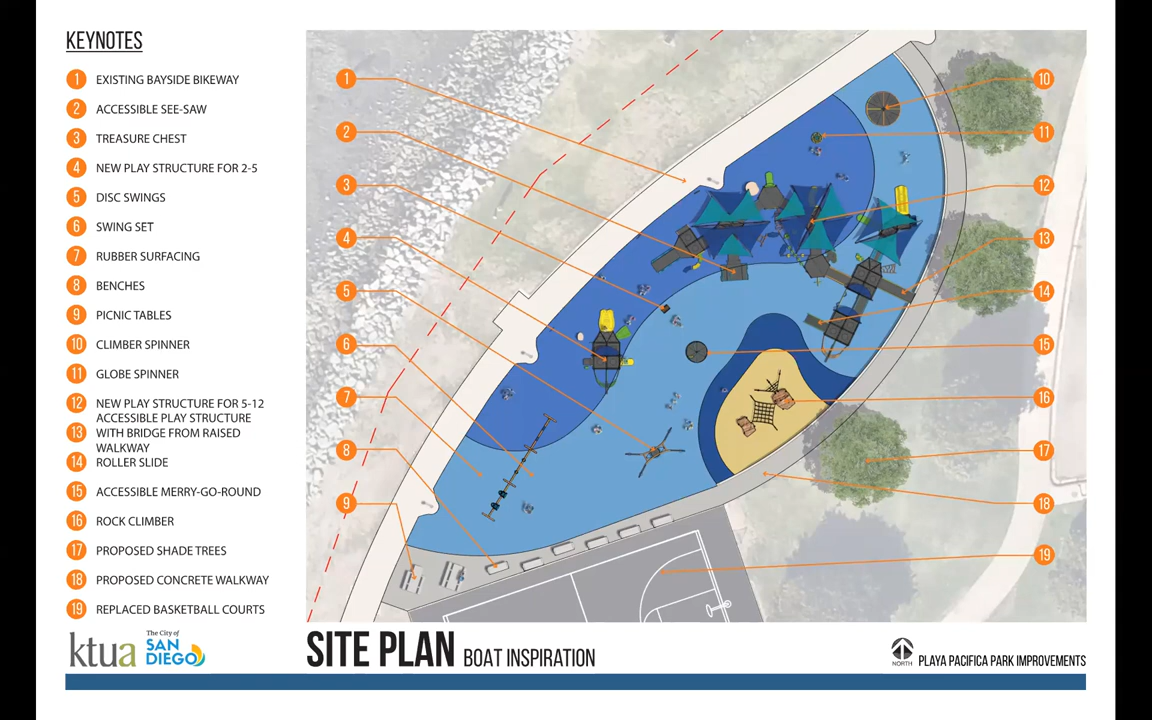 KEYNOTES
1 EXISTING BAYSIDE BIKEWAY
2 ACCESSIBLE SEE-SAW
3 TREASURE CHEST
4 NEW PLAY STRUCTURE FOR 2-5
5 DISC SWINGS
6 SWING SET
7 RUBBER SURFACING
8 BENCHES
9 PICNIC TABLES
10 CLIMBER SPINNER
11 GLOBE SPINNER
12 NEW PLAY STRUCTURE FOR 5-12
ACCESSIBLE PLAY STRUCTURE
13 WITH BRIDGE FROM RAISED
WALKWAY
14 ROLLER SLIDE
15 ACCESSIBLE MERRY-GO-ROUND
16 ROCK CLIMBER
17 PROPOSED SHADE TREES
18 PROPOSED CONCRETE WALKWAY
19 REPLACED BASKETBALL COURTS
1
2
3
4
5
6
7
8
9
10
11
12
13
14
15
16
17
18
19
ktua
The City of
SAN
DIEGO
SITE PLAN BOAT INSPIRATION
NORTH
PLAYA PACIFICA PARK IMPROVEMENTS